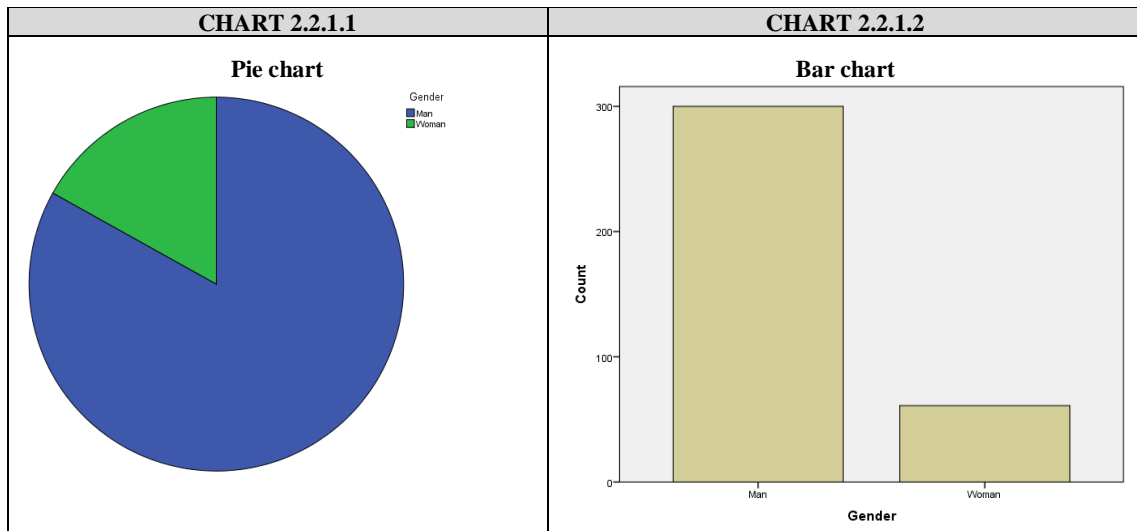 CHART 2.2.1.1
Pie chart
Gender
Man
Woman
CHART 2.2.1.2
Bar chart
300
200
100
0
Count
Man
Woman
Gender